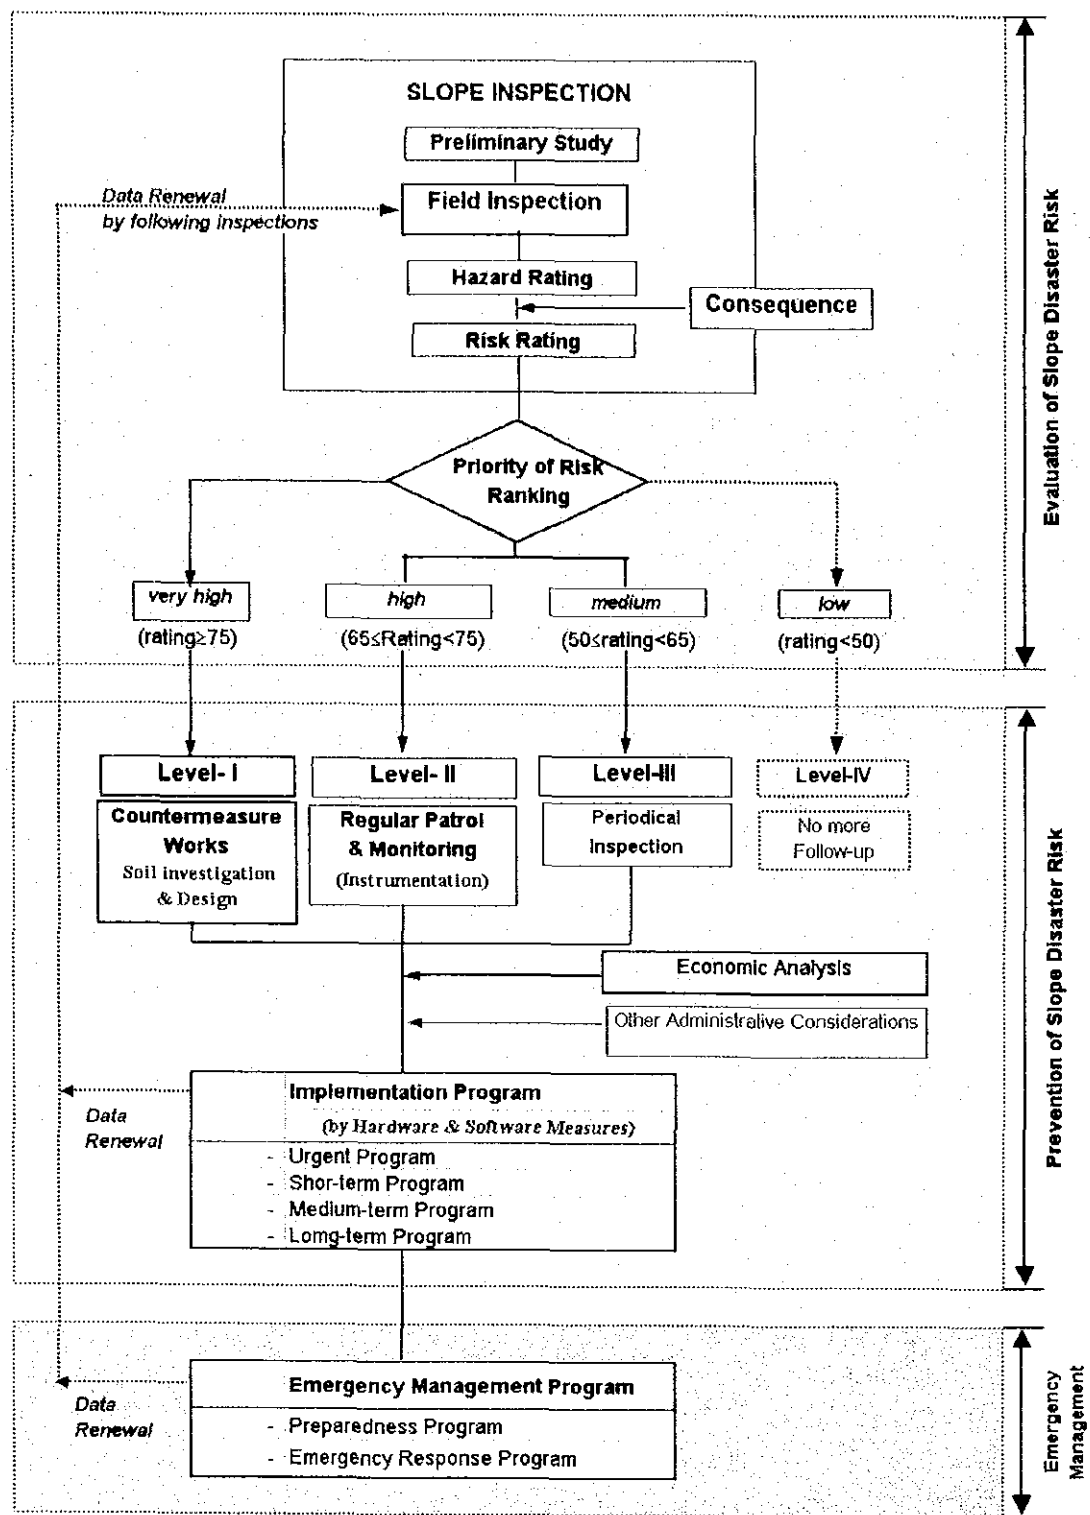 SLOPE INSPECTION
Preliminary Study
Data Renewal
by following inspections
Field Inspection
Hazard Rating
Consequence
Risk Rating
Priority of Risk
Ranking
very high
(rating≥75)
high
(65≤Rating<75)
medium
(50≤rating<65)
low
(rating<50)
Evaluation of Slope Disaster Risk
Level- I
Countermeasure
Works
Soil investigation
& Design
Level- II
Regular Patrol
& Monitoring
(Instrumentation)
Level-III
Periodical
Inspection
Level-IV
No more
Follow-up
Economic Analysis
Other Administrative Considerations
Implementation Program
(by Hardware & Software Measures)
- Urgent Program
- Shor-term Program
- Medium-term Program
- Lomg-term Program
Data
Renewal
Prevention of Slope Disaster Risk
Emergency Management Program
- Preparedness Program
- Emergency Response Program
Data
Renewal
Emergency
Management